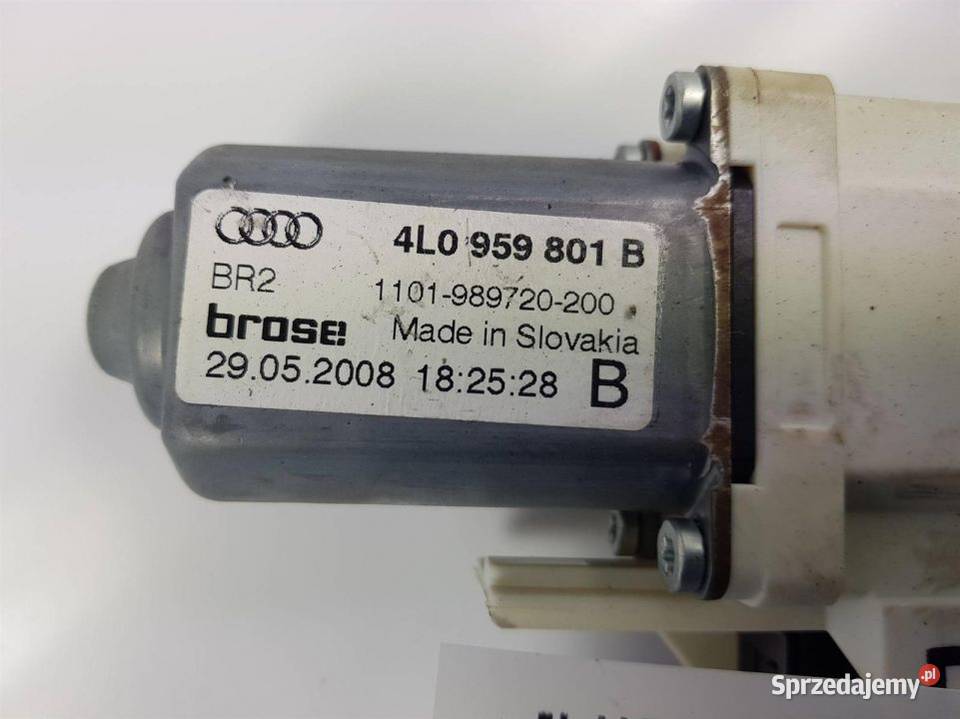 4L0 959 801 B
BR2
1101-989720-200
brose
Made in Slovakia
29.05.2008 18:25:28 B
Sprzedajemy.pl